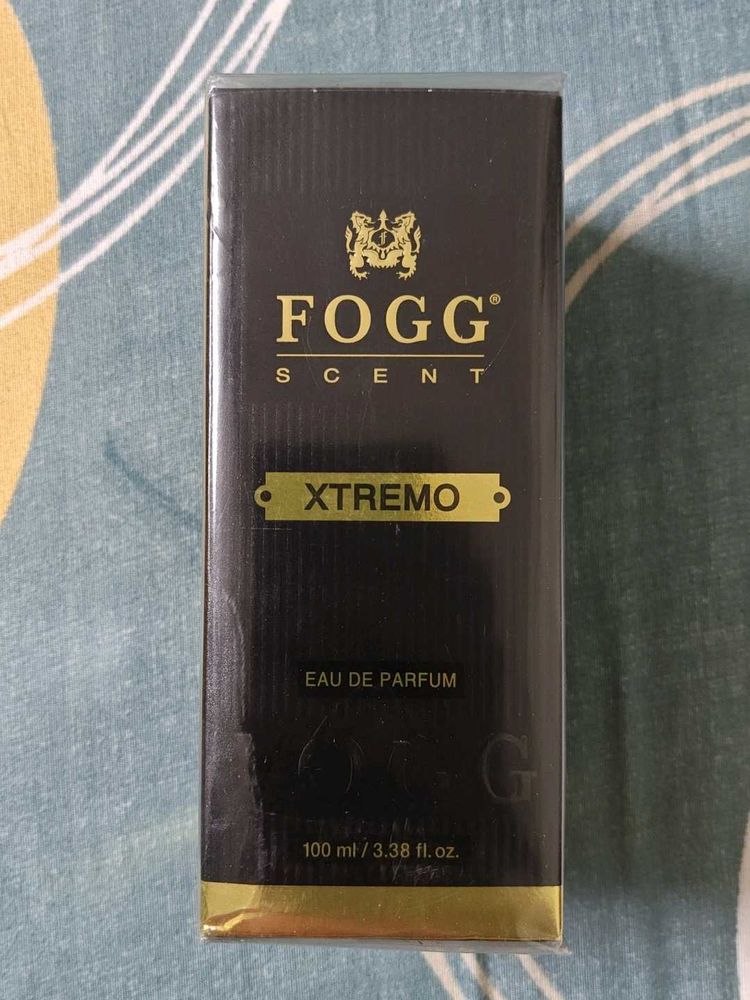 FOGG®
SCENT
XTREMO
EAU DE PARFUM
100 ml / 3.38 fl. oz.